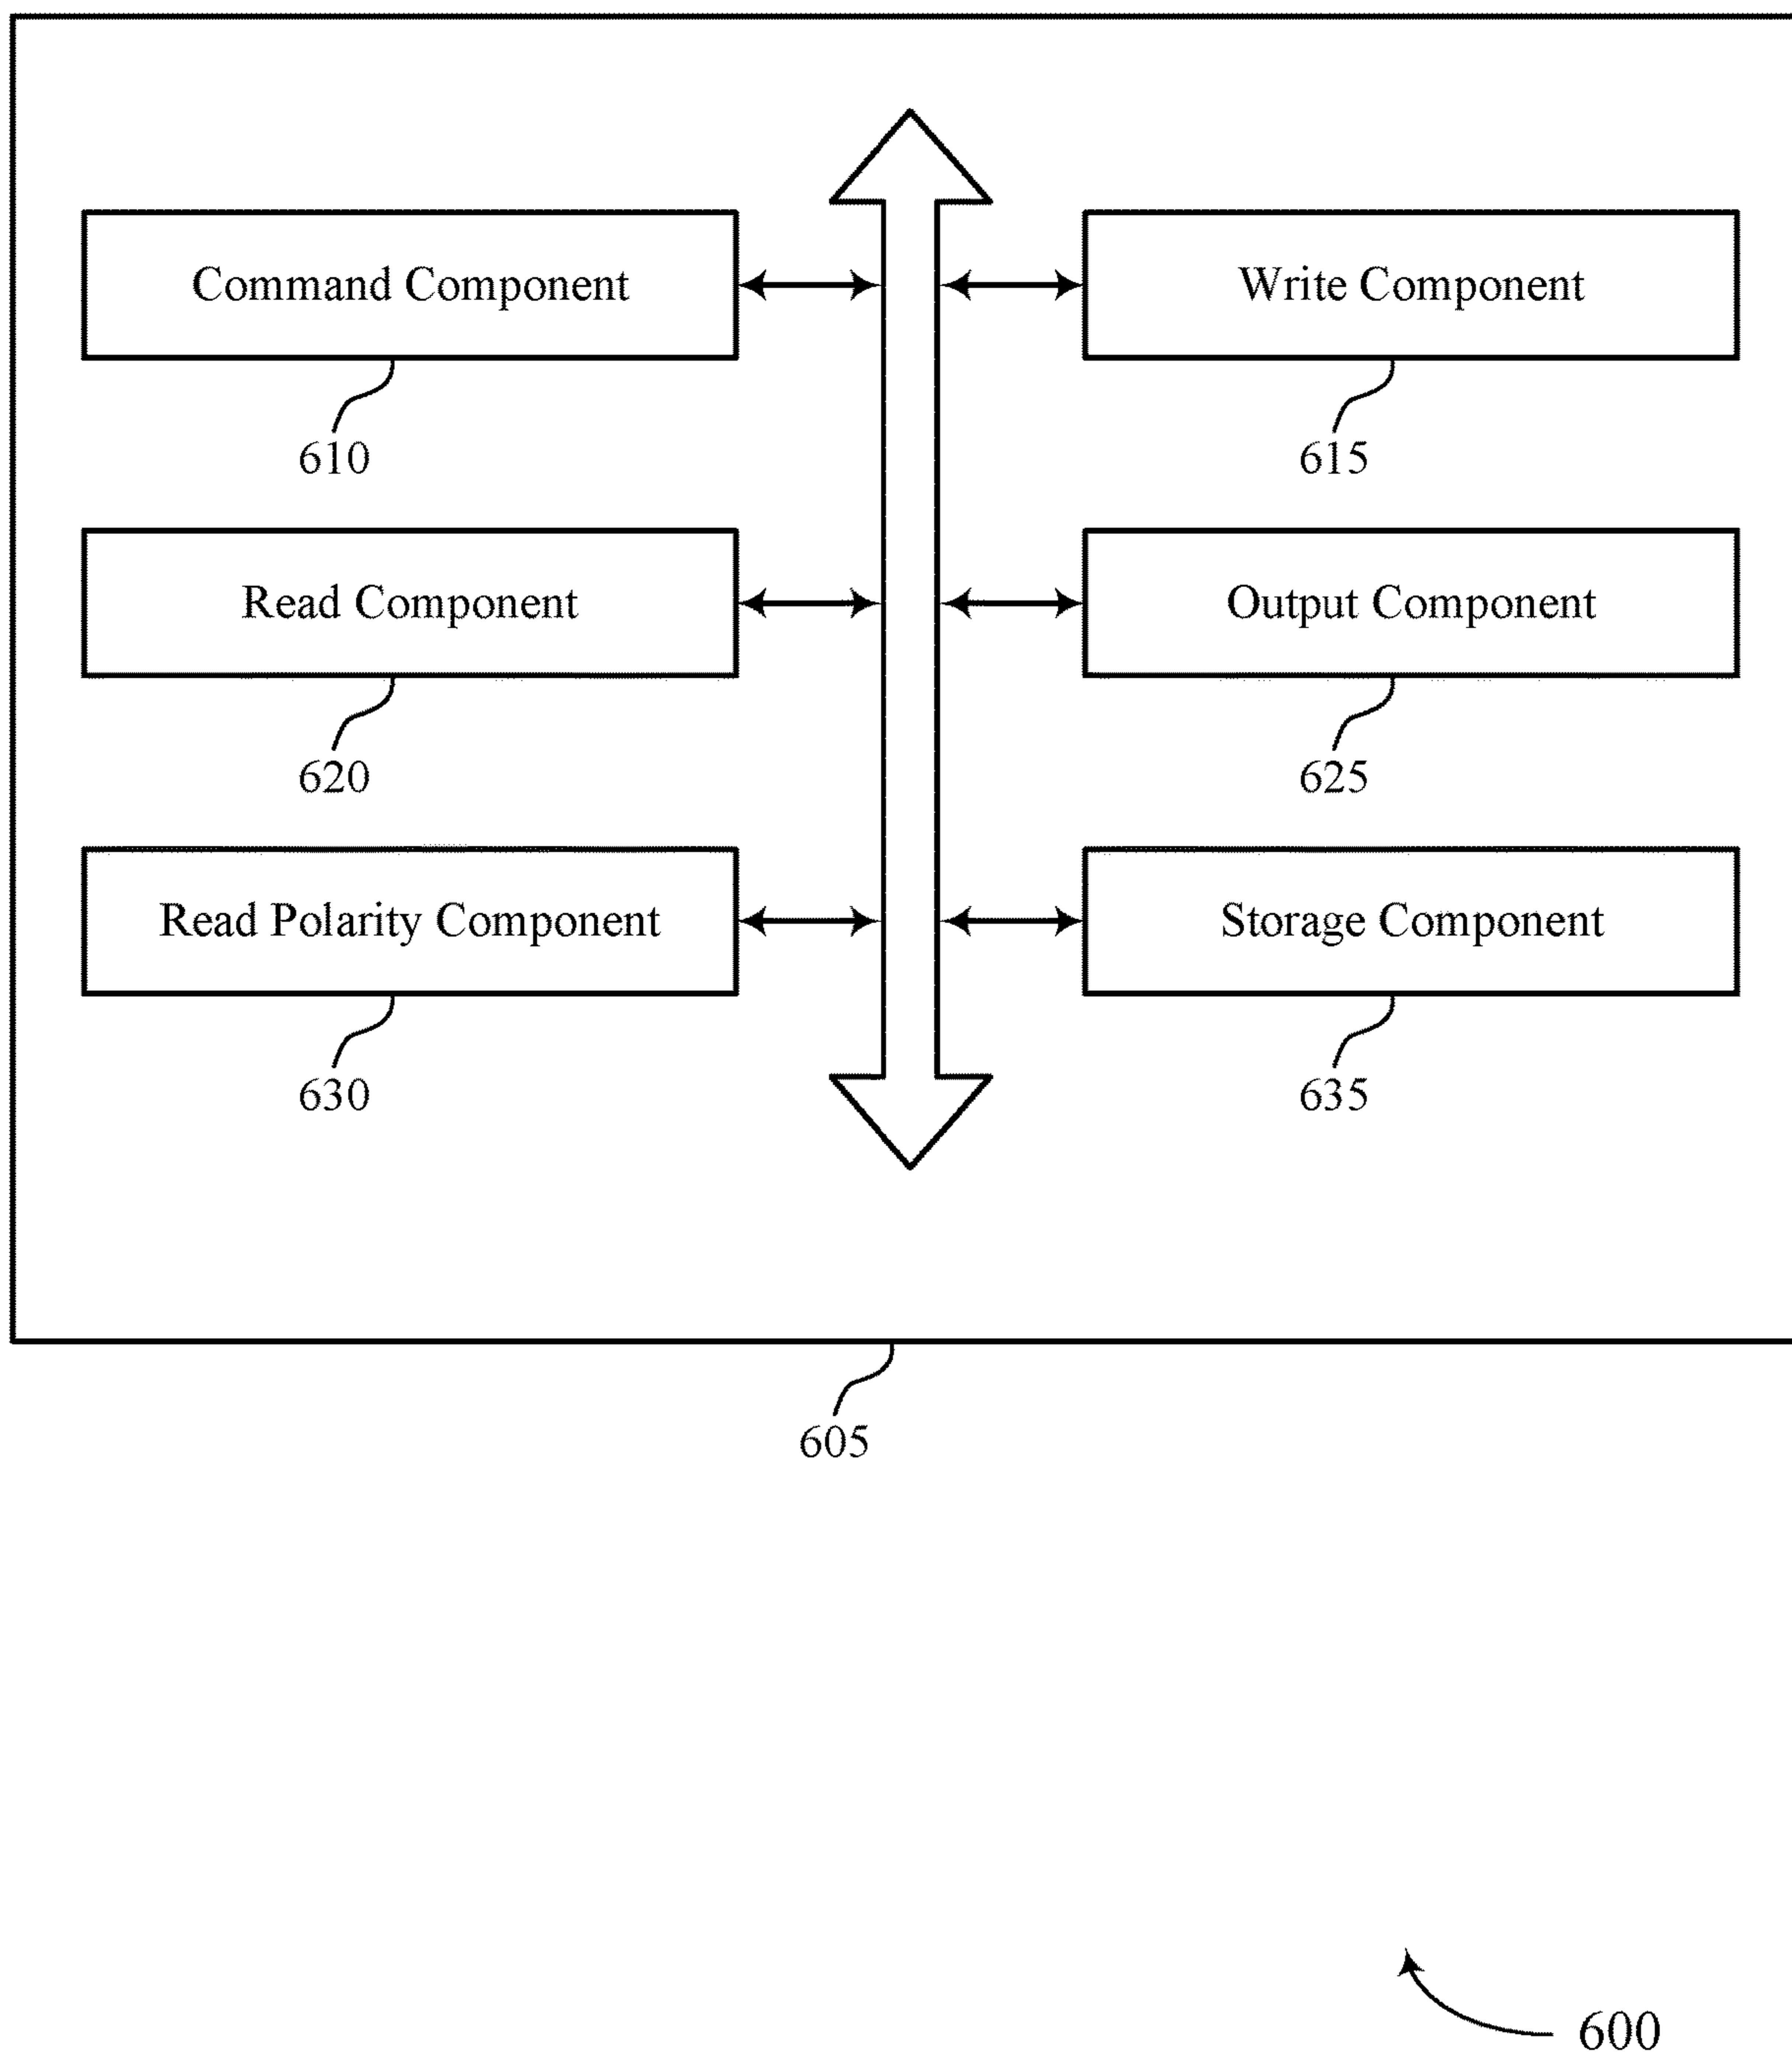 Command Component
Write Component
610
615
Read Component
Output Component
620
625
Read Polarity Component
Storage Component
630
635
605
600